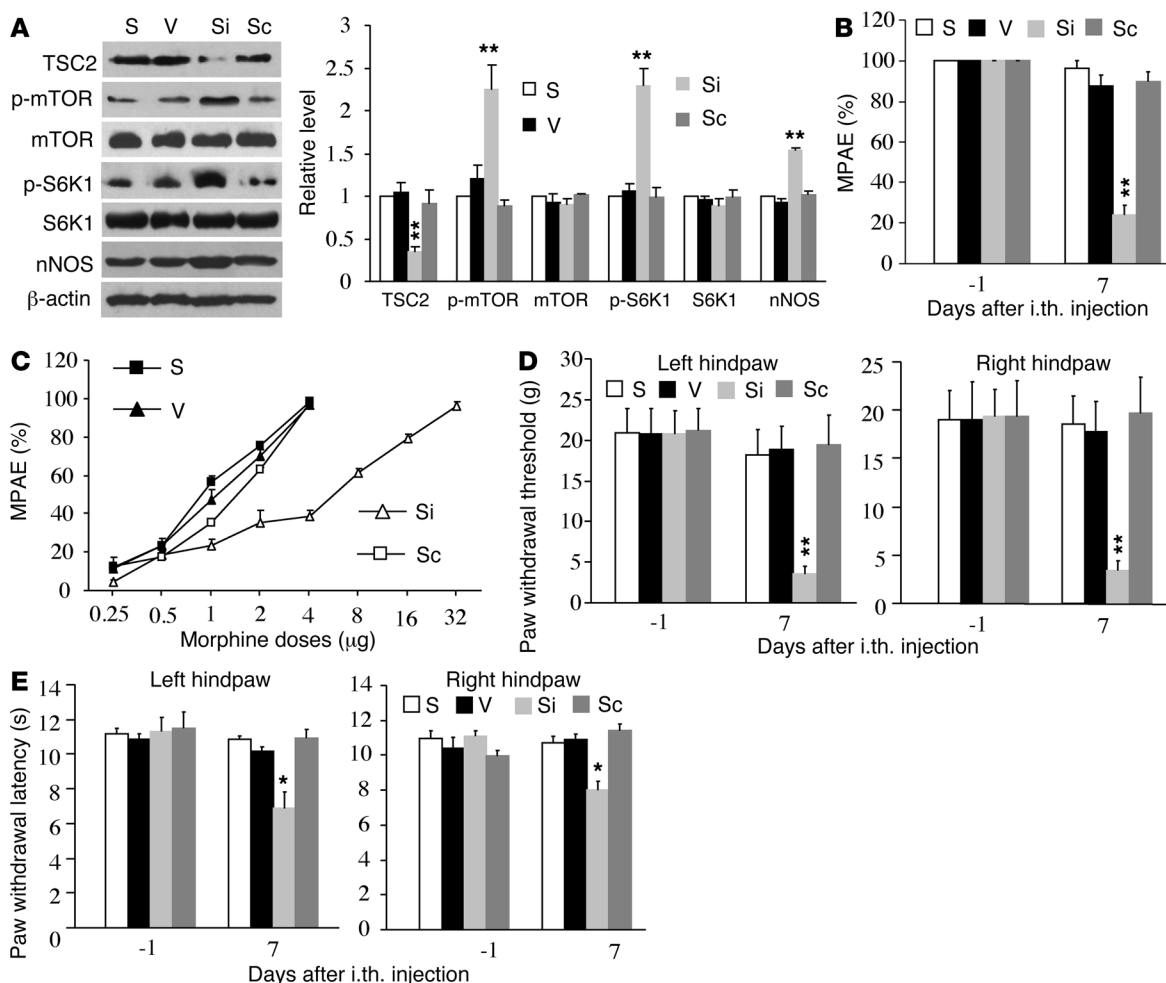 A
S V Si Sc
TSC2
p-mTOR
mTOR
p-S6K1
S6K1
nNOS
β-actin
Relative level
3
2.5
2
1.5
1
0.5
0
** ** ** **
S
V
Si
Sc
TSC2 p-mTOR mTOR p-S6K1 S6K1 nNOS
B
S V Si Sc
MPAE (%)
120
100
80
60
40
20
0
**
-1 7
Days after i.th. injection
C
MPAE (%)
120
100
80
60
40
20
0
S
V
Si
Sc
0.25 0.5 1 2 4 8 16 32
Morphine doses (μg)
D
Left hindpaw
S V Si Sc
Paw withdrawal threshold (g)
30
25
20
15
10
5
0
**
-1 7
Right hindpaw
25
20
15
10
5
0
**
-1 7
Days after i.th. injection
E
Left hindpaw
Paw withdrawal latency (s)
14
12
10
8
6
4
2
0
*
-1 7
Right hindpaw
S V Si Sc
14
12
10
8
6
4
2
0
*
-1 7
Days after i.th. injection